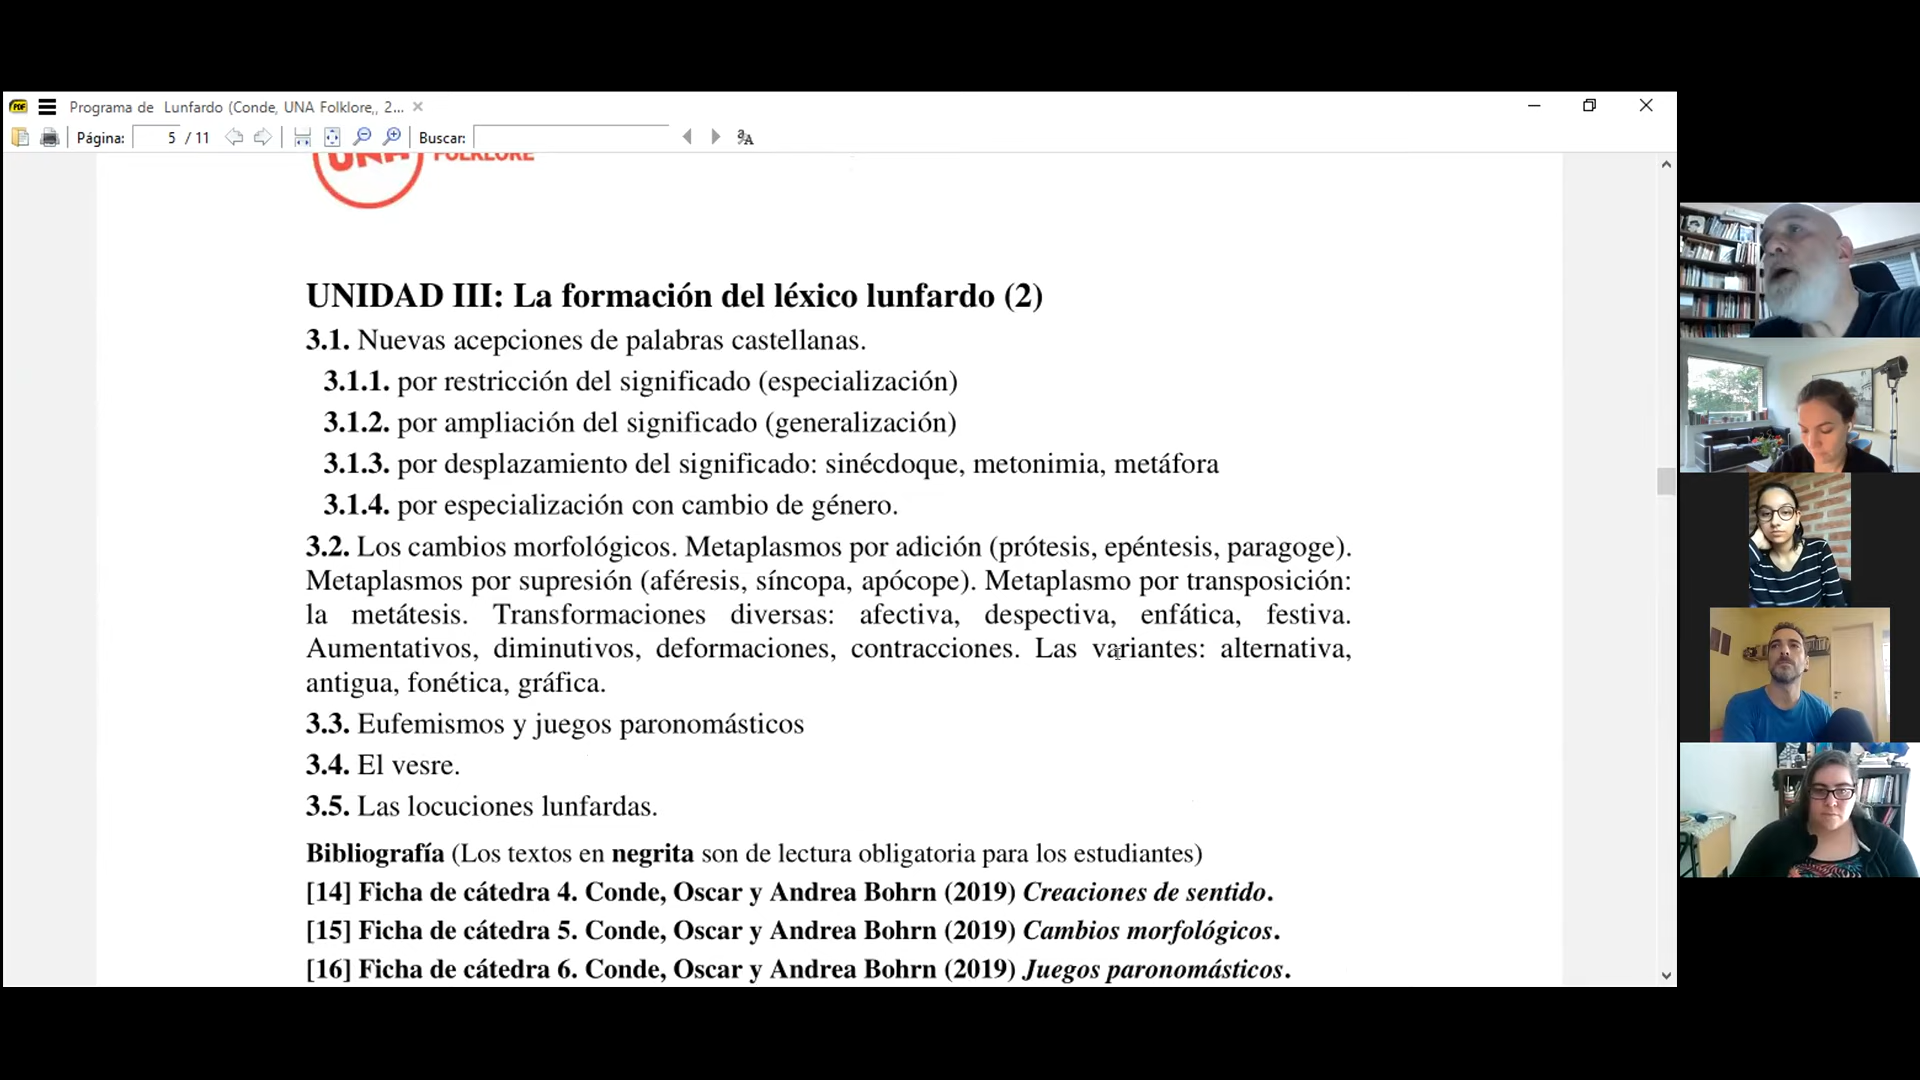 Programa de Lunfardo (Conde, UNA Folklore,, 2...
Página: 5 / 11 Buscar:
UNA FOLKLORE
UNIDAD III: La formación del léxico lunfardo (2)
3.1. Nuevas acepciones de palabras castellanas.
3.1.1. por restricción del significado (especialización)
3.1.2. por ampliación del significado (generalización)
3.1.3. por desplazamiento del significado: sinécdoque, metonimia, metáfora
3.1.4. por especialización con cambio de género.
3.2. Los cambios morfológicos. Metaplasmos por adición (prótesis, epéntesis, paragoge).
Metaplasmos por supresión (aféresis, síncopa, apócope). Metaplasmo por transposición:
la metátesis. Transformaciones diversas: afectiva, despectiva, enfática, festiva.
Aumentativos, diminutivos, deformaciones, contracciones. Las variantes: alternativa,
antigua, fonética, gráfica.
3.3. Eufemismos y juegos paronomásticos
3.4. El vesre.
3.5. Las locuciones lunfardas.
Bibliografía (Los textos en negrita son de lectura obligatoria para los estudiantes)
[14] Ficha de cátedra 4. Conde, Oscar y Andrea Bohrn (2019) Creaciones de sentido.
[15] Ficha de cátedra 5. Conde, Oscar y Andrea Bohrn (2019) Cambios morfológicos.
[16] Ficha de cátedra 6. Conde, Oscar y Andrea Bohrn (2019) Juegos paronomásticos.